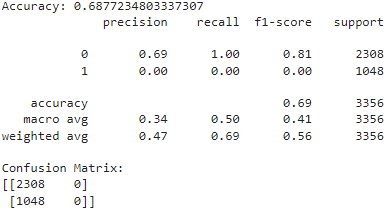 Accuracy: 0.6877234803337307
precision recall f1-score support
0 0.69 1.00 0.81 2308
1 0.00 0.00 0.00 1048
accuracy 0.69 3356
macro avg 0.34 0.50 0.41 3356
weighted avg 0.47 0.69 0.56 3356
Confusion Matrix:
[[2308 0]
[1048 0]]